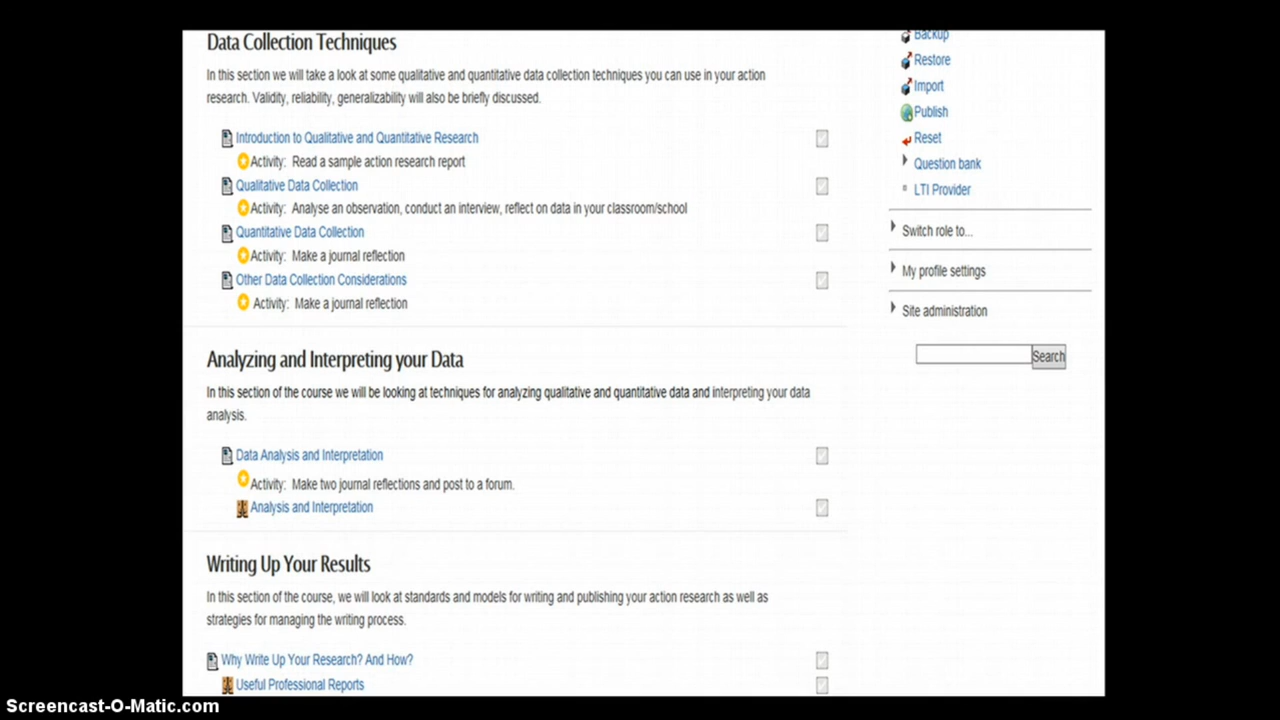 Data Collection Techniques
In this section we will take a look at some qualitative and quantitative data collection techniques you can use in your action
research. Validity, reliability, generalizability will also be briefly discussed.
Introduction to Qualitative and Quantitative Research
Activity: Read a sample action research report
Qualitative Data Collection
Activity: Analyse an observation, conduct an interview, reflect on data in your classroom/school
Quantitative Data Collection
Activity: Make a journal reflection
Other Data Collection Considerations
Activity: Make a journal reflection
Analyzing and Interpreting your Data
In this section of the course we will be looking at techniques for analyzing qualitative and quantitative data and interpreting your data
analysis.
Data Analysis and Interpretation
Activity: Make two journal reflections and post to a forum.
Analysis and Interpretation
Writing Up Your Results
In this section of the course, we will look at standards and models for writing and publishing your action research as well as
strategies for managing the writing process.
Why Write Up Your Research? And How?
Useful Professional Reports
Backup
Restore
Import
Publish
Reset
Question bank
LTI Provider
Switch role to...
My profile settings
Site administration
Search
Screencast-O-Matic.com